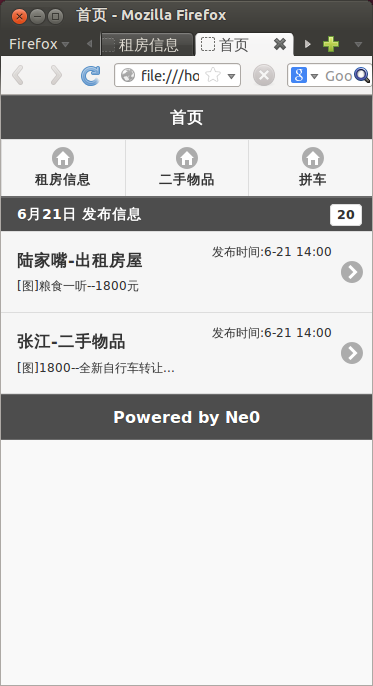 首页 - Mozilla Firefox
Firefox
租房信息
首页
file:///ho
Goo
首页
租房信息
二手物品
拼车
6月21日 发布信息
20
陆家嘴-出租房屋
发布时间:6-21 14:00
[图]粮食一听--1800元
张江-二手物品
发布时间:6-21 14:00
[图]1800--全新自行车转让...
Powered by Ne0